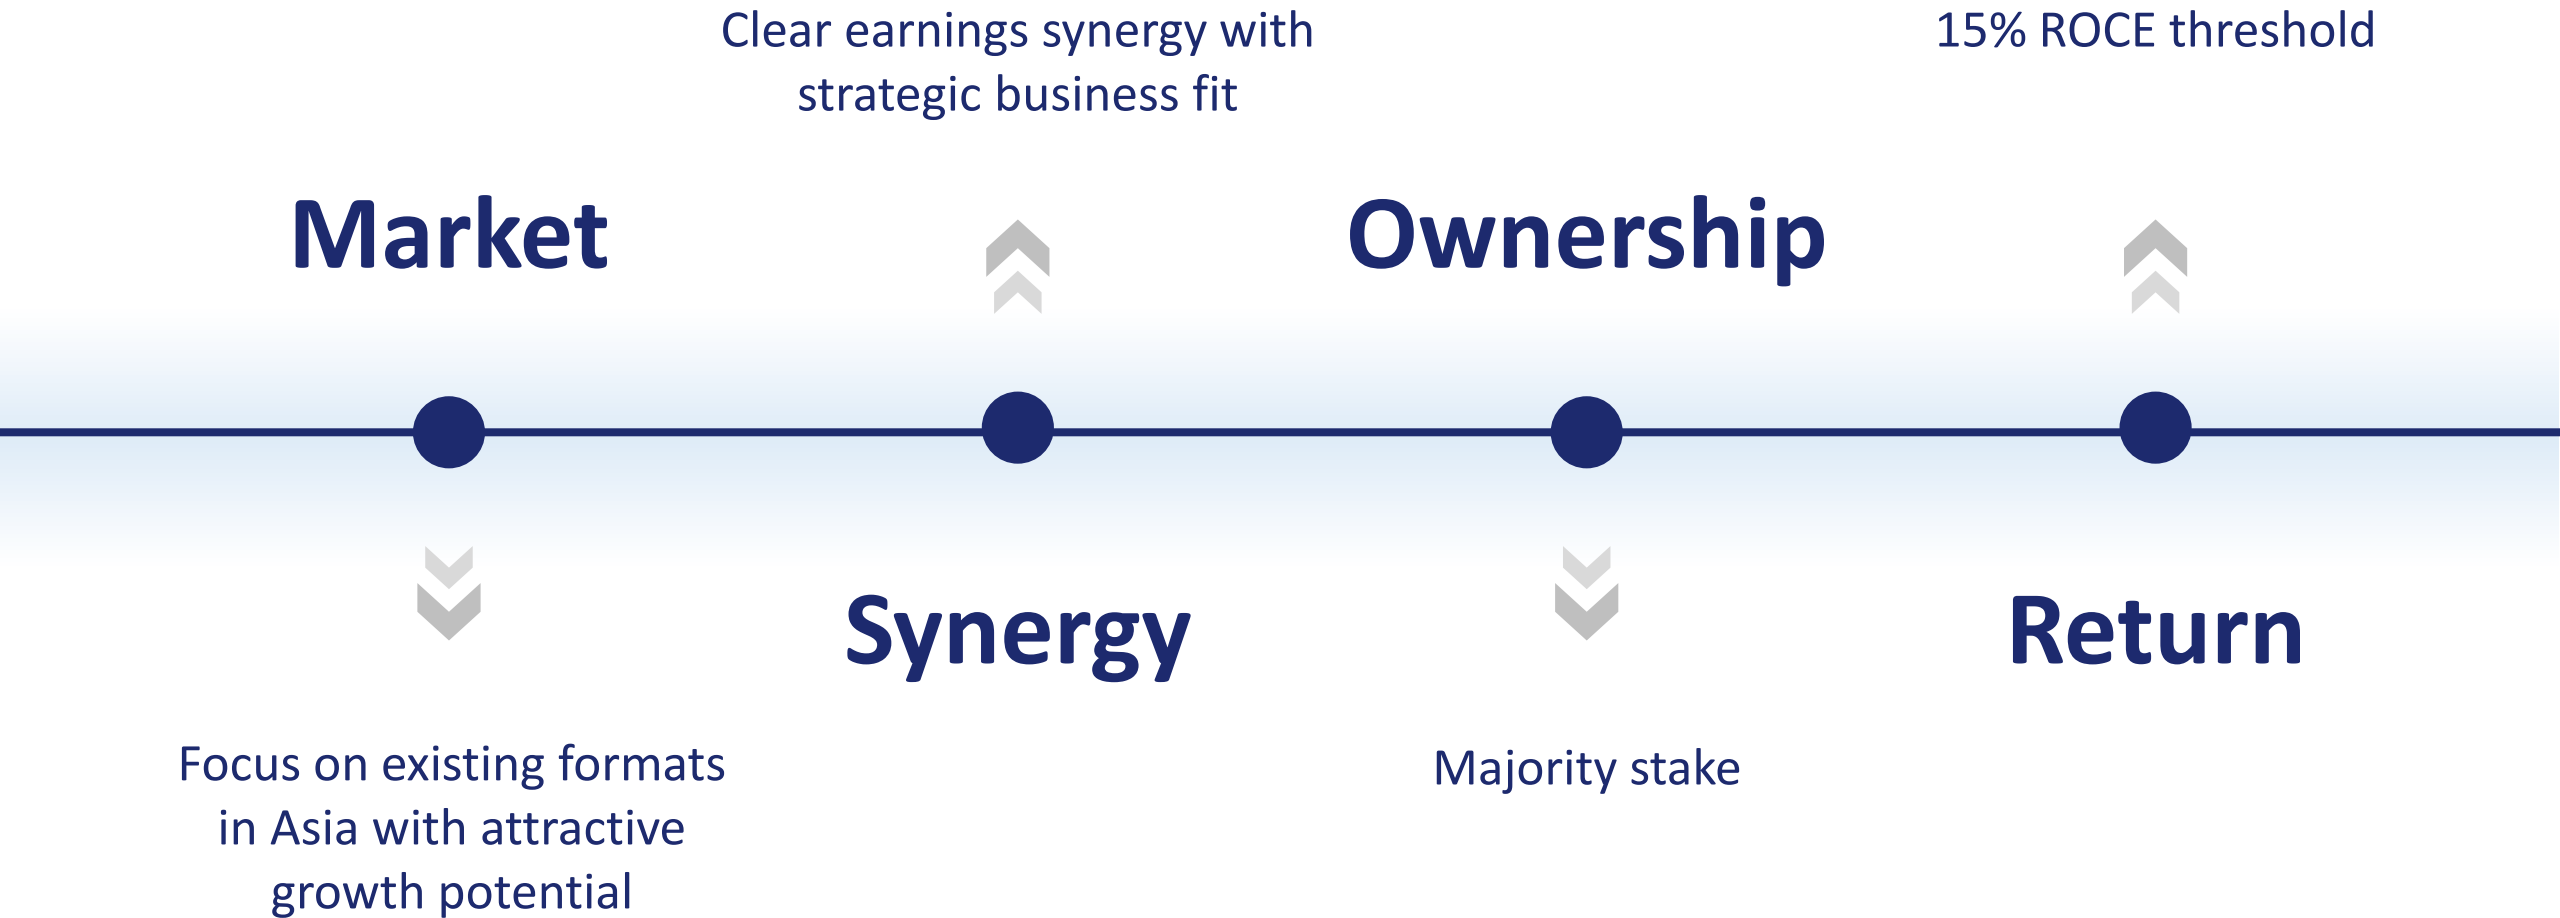 Market
Focus on existing formats
in Asia with attractive
growth potential
Clear earnings synergy with
strategic business fit
Synergy
Ownership
Majority stake
15% ROCE threshold
Return